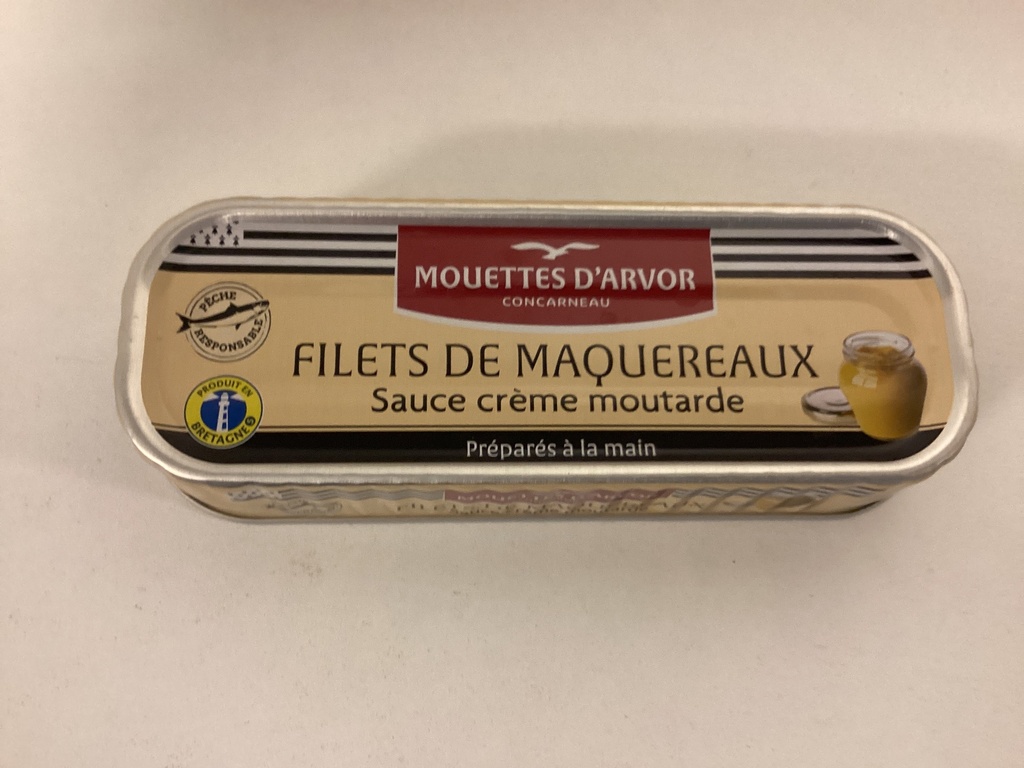 MOUETTES D'ARVOR
CONCARNEAU
PÊCHE
RESPONSABLE
FILETS DE MAQUEREAUX
Sauce crème moutarde
PRODUIT EN
BRETAGNE
Préparés à la main